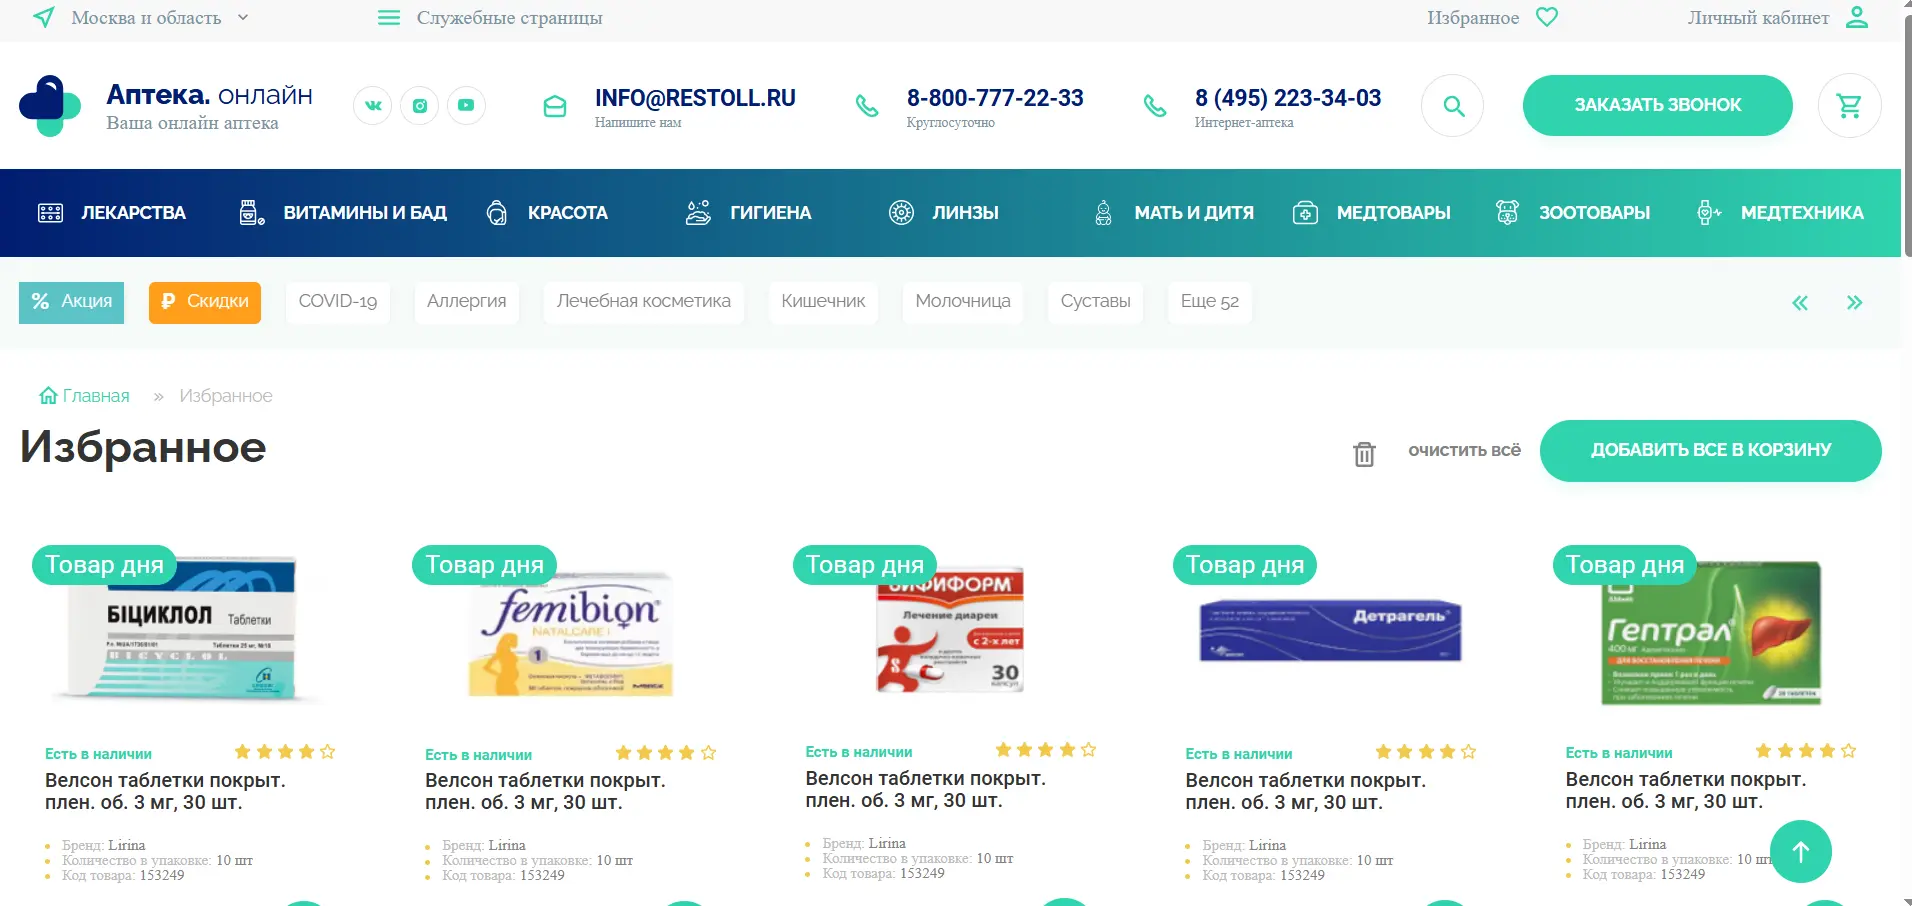 Москва и область
Служебные страницы
Избранное
Личный кабинет
Аптека. онлайн
Ваша онлайн аптека
INFO@RESTOLL.RU
Напишите нам
8-800-777-22-33
Круглосуточно
8 (495) 223-34-03
Интернет-аптека
ЗАКАЗАТЬ ЗВОНОК
ЛЕКАРСТВА
ВИТАМИНЫ И БАД
КРАСОТА
ГИГИЕНА
ЛИНЗЫ
МАТЬ И ДИТЯ
МЕДТОВАРЫ
ЗООТОВАРЫ
МЕДТЕХНИКА
% Акция
₽ Скидки
COVID-19
Аллергия
Лечебная косметика
Кишечник
Молочница
Суставы
Еще 52
Главная » Избранное
Избранное
ОЧИСТИТЬ ВСЁ
ДОБАВИТЬ ВСЕ В КОРЗИНУ
Товар дня
БІЦИКЛОЛ Таблетки
BICYCLOL
Есть в наличии
Велсон таблетки покрыт.
плен. об. 3 мг, 30 шт.
Бренд: Lirina
Количество в упаковке: 10 шт
Код товара: 153249
Товар дня
femibion
NATALCARE I
1
MERCK
Есть в наличии
Велсон таблетки покрыт.
плен. об. 3 мг, 30 шт.
Бренд: Lirina
Количество в упаковке: 10 шт
Код товара: 153249
Товар дня
БИФИФОРМ
Лечение диареи
с 2-х лет
30
капсул
Есть в наличии
Велсон таблетки покрыт.
плен. об. 3 мг, 30 шт.
Бренд: Lirina
Количество в упаковке: 10 шт
Код товара: 153249
Товар дня
Детрагель
Есть в наличии
Велсон таблетки покрыт.
плен. об. 3 мг, 30 шт.
Бренд: Lirina
Количество в упаковке: 10 шт
Код товара: 153249
Товар дня
Гептрал
400 мг
ДЛЯ ВОССТАНОВЛЕНИЯ ПЕЧЕНИ
20 ТАБЛЕТОК
Есть в наличии
Велсон таблетки покрыт.
плен. об. 3 мг, 30 шт.
Бренд: Lirina
Количество в упаковке: 10 шт
Код товара: 153249